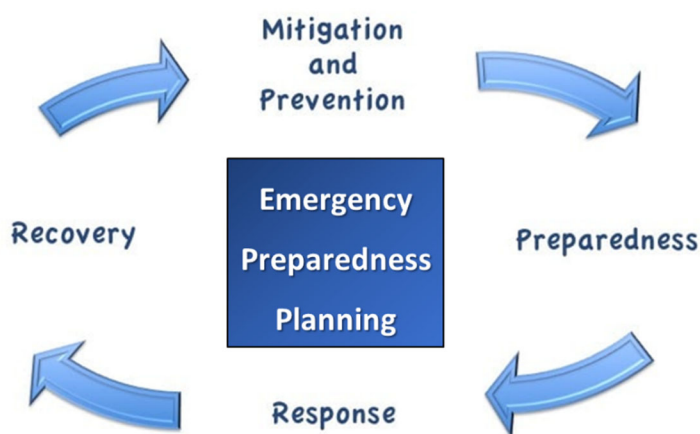 Mitigation
and
Prevention
Emergency
Preparedness
Planning
Recovery
Preparedness
Response